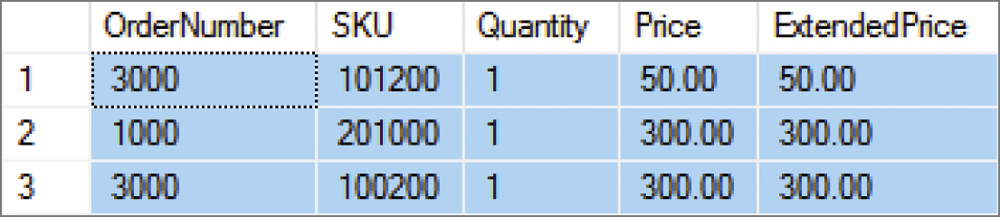 OrderNumber SKU Quantity Price ExtendedPrice
1 3000 101200 1 50.00 50.00
2 1000 201000 1 300.00 300.00
3 3000 100200 1 300.00 300.00